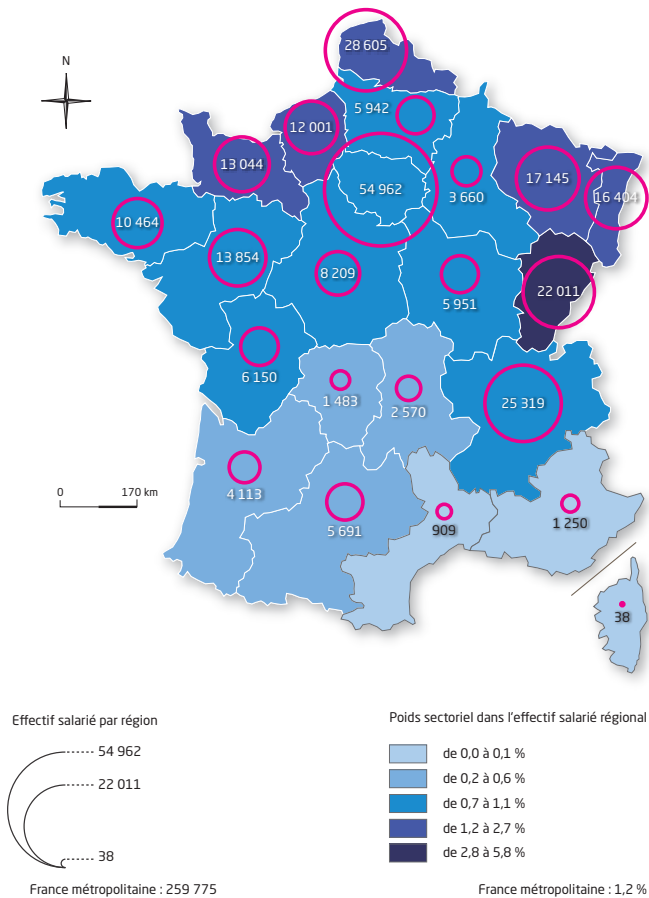 28 605
N
5 942
12 001
13 044
54 962
3 660
17 145
16 404
10 464
13 854
8 209
5 951
22 011
6 150
1 483
2 570
25 319
4 113
0 170 km
5 691
909
1 250
38
Effectif salarié par région
54 962
22 011
38
France métropolitaine : 259 775
Poids sectoriel dans l'effectif salarié régional
de 0,0 à 0,1 %
de 0,2 à 0,6 %
de 0,7 à 1,1 %
de 1,2 à 2,7 %
de 2,8 à 5,8 %
France métropolitaine : 1,2 %